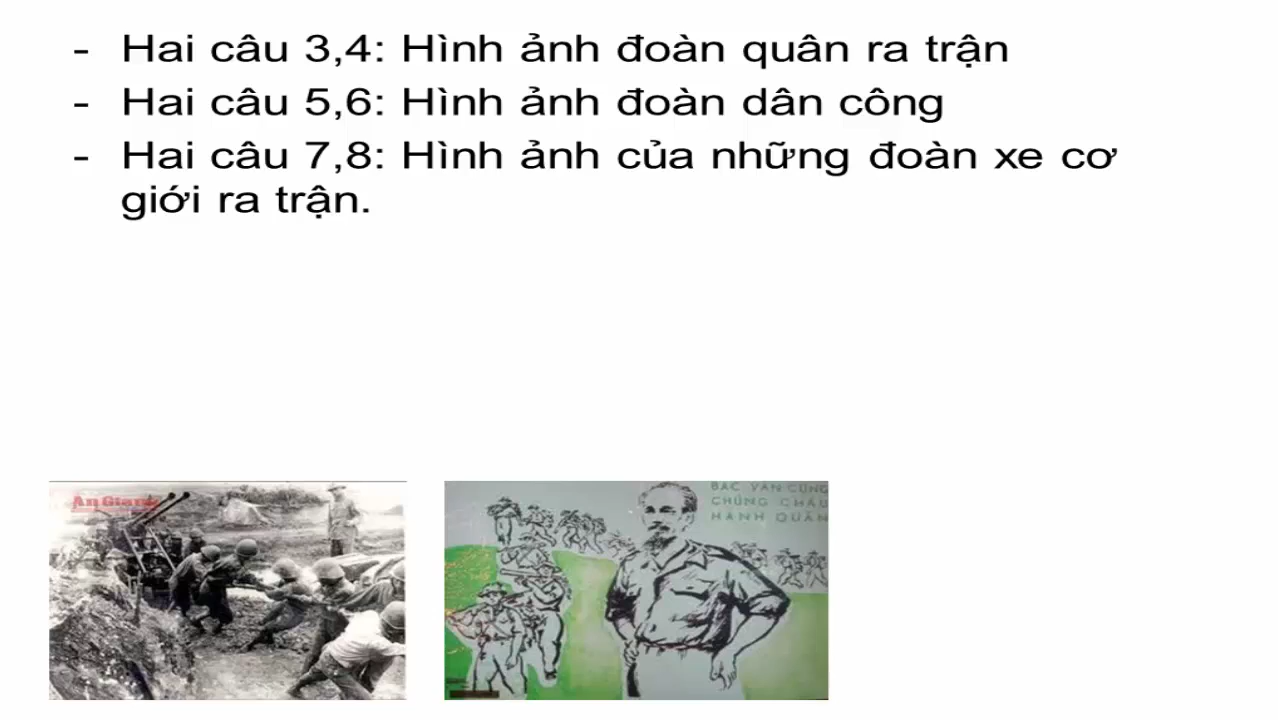 - Hai câu 3,4: Hình ảnh đoàn quân ra trận
- Hai câu 5,6: Hình ảnh đoàn dân công
- Hai câu 7,8: Hình ảnh của những đoàn xe cơ
giới ra trận.
An Giang
BÁC VẪN CÙNG
CHÚNG CHÁU
HÀNH QUÂN